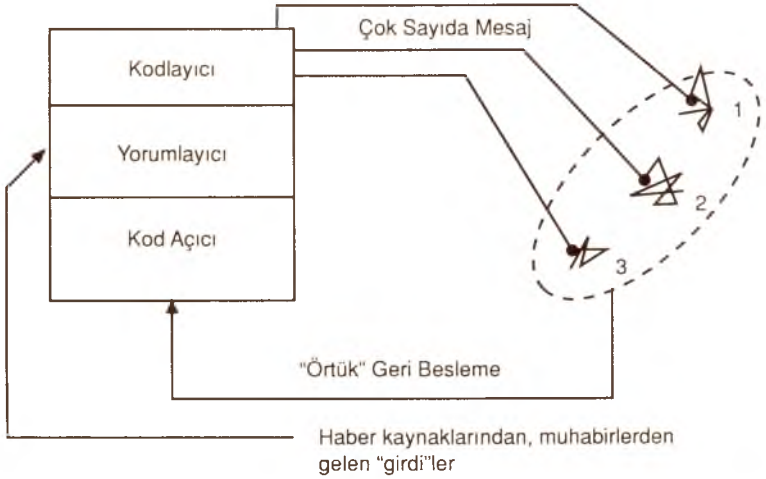 Çok Sayıda Mesaj
Kodlayıcı
Yorumlayıcı
Kod Açıcı
1
2
3
"Örtük" Geri Besleme
Haber kaynaklarından, muhabirlerden
gelen "girdi"ler